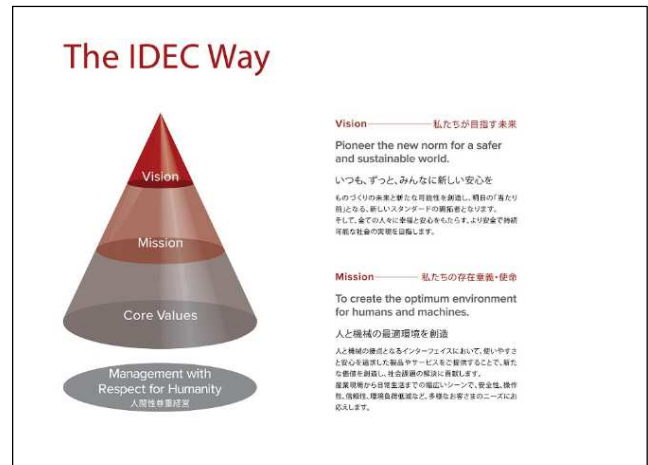 The IDEC Way
Vision
Mission
Core Values
Management with
Respect for Humanity
人間性尊重経営
Vision 私たちが目指す未来
Pioneer the new norm for a safer
and sustainable world.
いつも、ずっと、みんなに新しい安心を
ものづくりの未来と新たな可能性を創造し、明日の「当たり
前」となる、新しいスタンダードの開拓者となります。
そして、全ての人々に幸福と安心をもたらす、より安全で持続
可能な社会の実現を目指します。
Mission 私たちの存在意義・使命
To create the optimum environment
for humans and machines.
人と機械の最適環境を創造
人と機械の接点となるインターフェイスにおいて、使いやすさ
と安心を追求した製品やサービスをご提供することで、新た
な価値を創造し、社会課題の解決に貢献します。
産業現場から日常生活までの幅広いシーンで、安全性、操作
性、信頼性、環境負荷低減など、多様なお客さまのニーズにお
応えします。